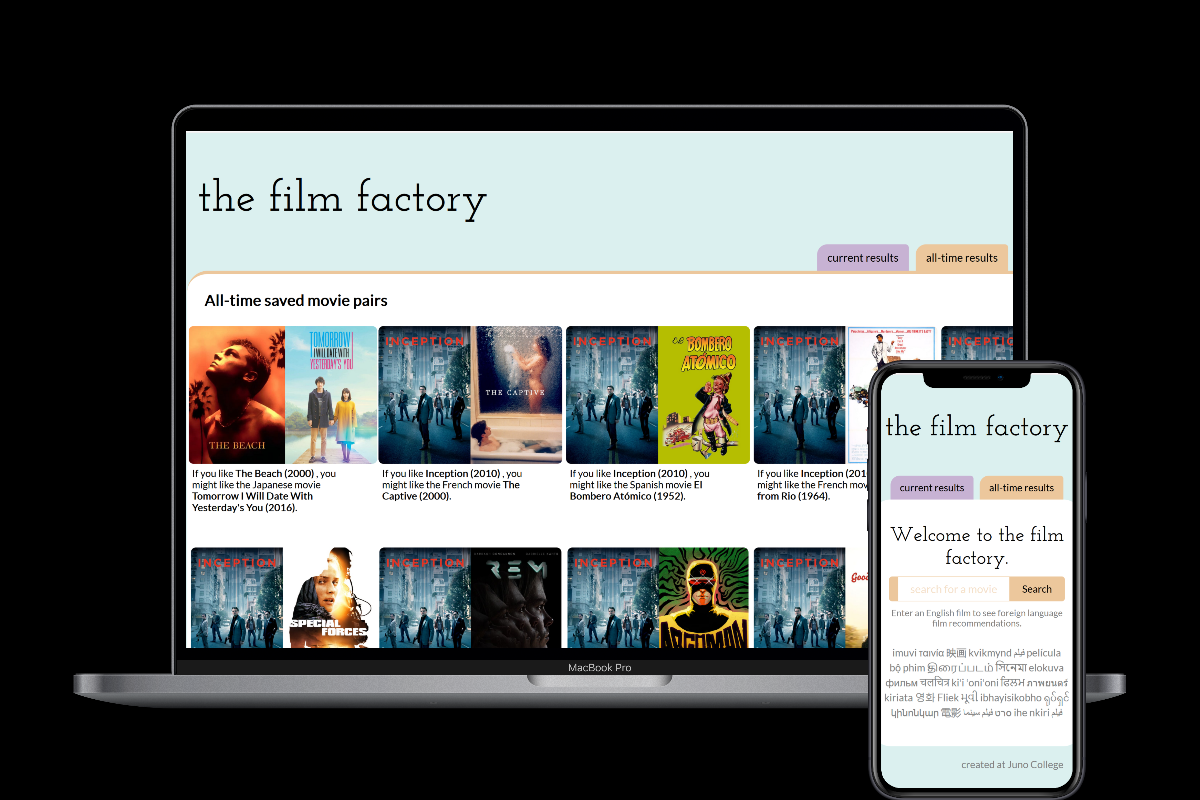 the film factory
current results
all-time results
All-time saved movie pairs
THE BEACH
TOMORROW
I WILL DATE WITH
YESTERDAY'S YOU
INCEPTION
THE CAPTIVE
INCEPTION
EL BOMBERO
ATÓMICO
INCEPTION
INCEPTION
If you like The Beach (2000) , you
might like the Japanese movie
Tomorrow I Will Date With
Yesterday's You (2016).
If you like Inception (2010) , you
might like the French movie The
Captive (2000).
If you like Inception (2010) , you
might like the Spanish movie El
Bombero Atómico (1952).
If you like Inception (201
might like the French mov
from Rio (1964).
INCEPTION
SPECIAL
FORCES
INCEPTION
REM
INCEPTION
ARGOMAN
INCEPTION
Good
MacBook Pro
the film factory
current results
all-time results
Welcome to the film
factory.
search for a movie
Search
Enter an English film to see foreign language
film recommendations.
imuvi ταινία 映画 kvikmynd فيلم película
bộ phim திரைப்படம் সিনেমা elokuva
фильм चलचित्र ki'i 'oni'oni ਫਿਲਮ ภาพยนตร์
kiriata 영화 Fliek મૂવી ibhayisikobho ရုပ်ရှင်
կինոնկար 電影 فیلم سینما סרט ihe nkiri فیلم
created at Juno College